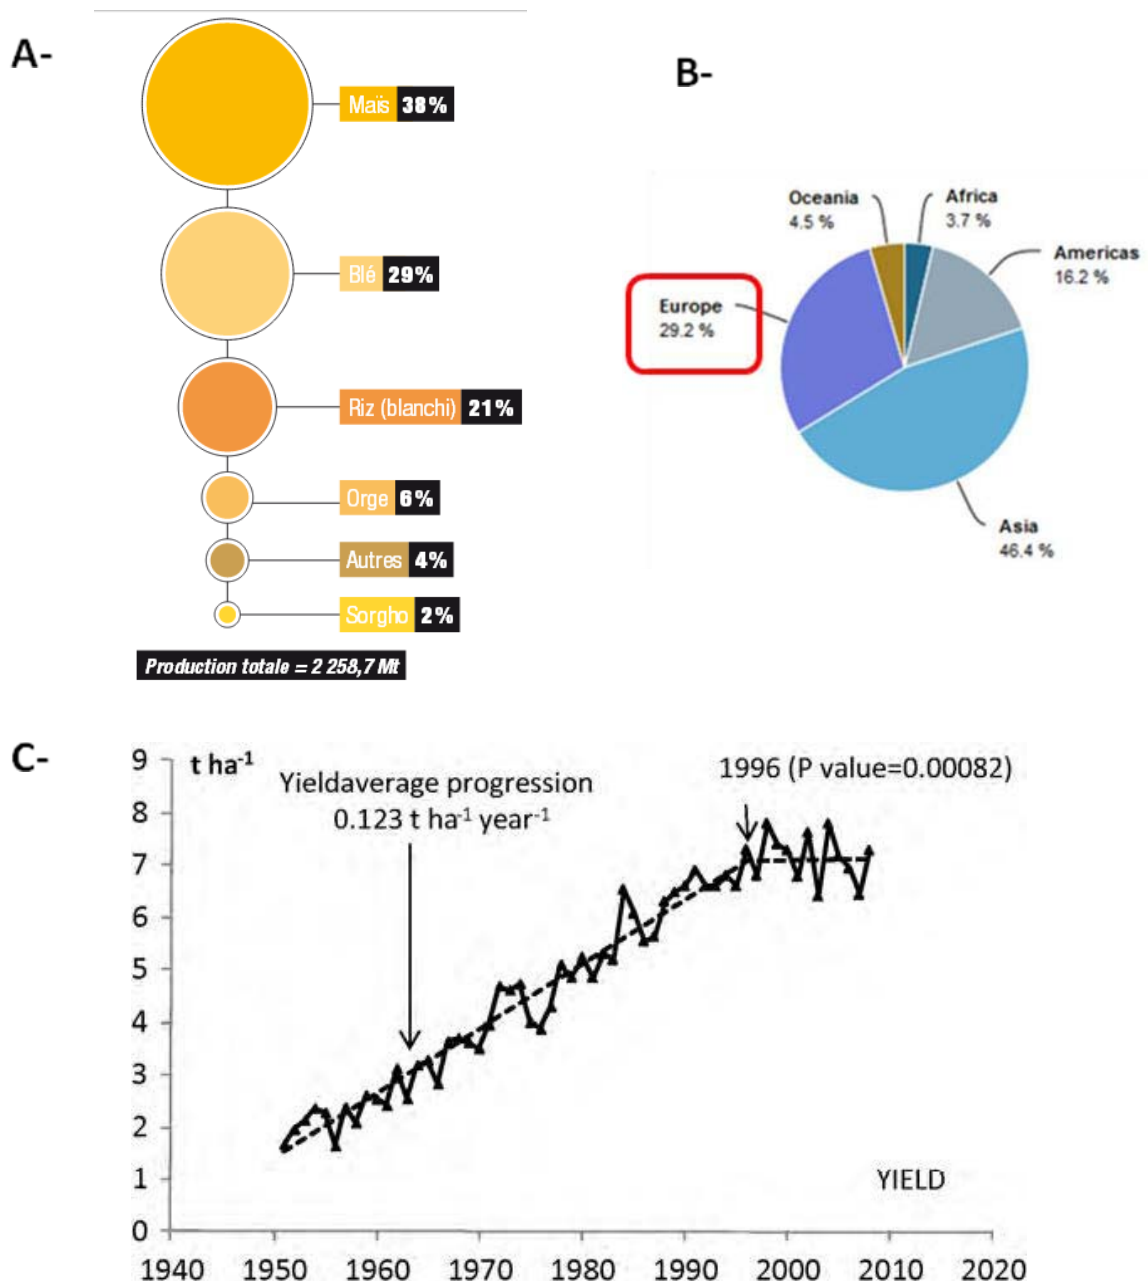 A-
Maïs 38%
Blé 29%
Riz (blanchi) 21%
Orge 6%
Autres 4%
Sorgho 2%
Production totale = 2 258,7 Mt
B-
Oceania
4.5 %
Africa
3.7 %
Americas
16.2 %
Europe
29.2 %
Asia
46.4 %
C-
t ha-1
Yieldaverage progression
0.123 t ha-1 year-1
1996 (P value=0.00082)
9
8
7
6
5
4
3
2
1
0
YIELD
1940 1950 1960 1970 1980 1990 2000 2010 2020